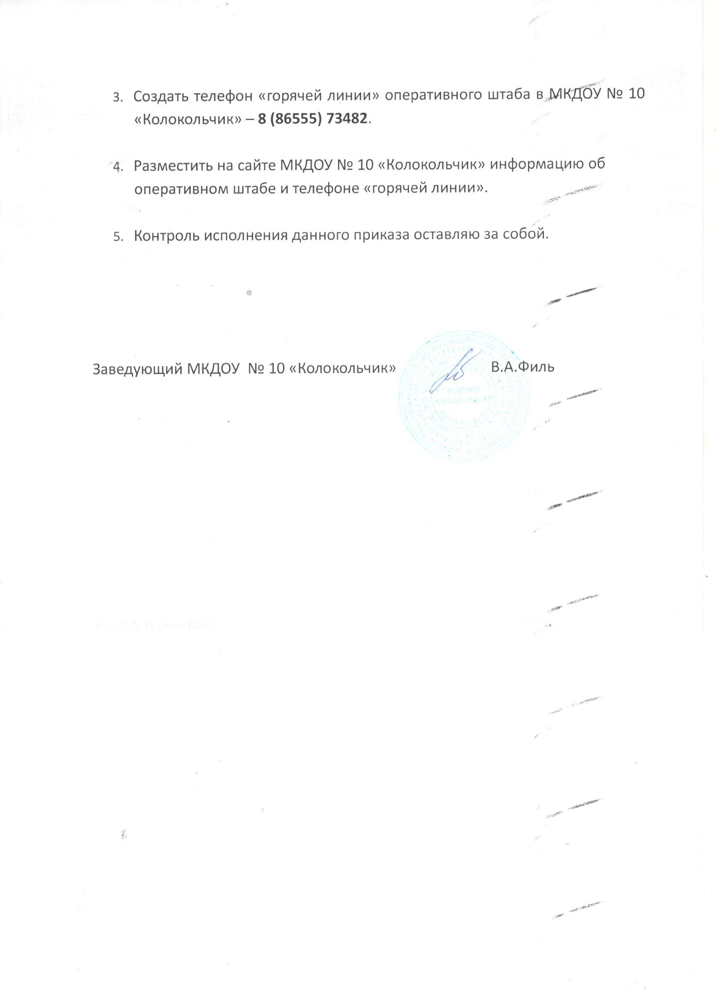 3. Создать телефон «горячей линии» оперативного штаба в МКДОУ № 10
«Колокольчик» – 8 (86555) 73482.
4. Разместить на сайте МКДОУ № 10 «Колокольчик» информацию об
оперативном штабе и телефоне «горячей линии».
5. Контроль исполнения данного приказа оставляю за собой.
Заведующий МКДОУ № 10 «Колокольчик» В.А.Филь